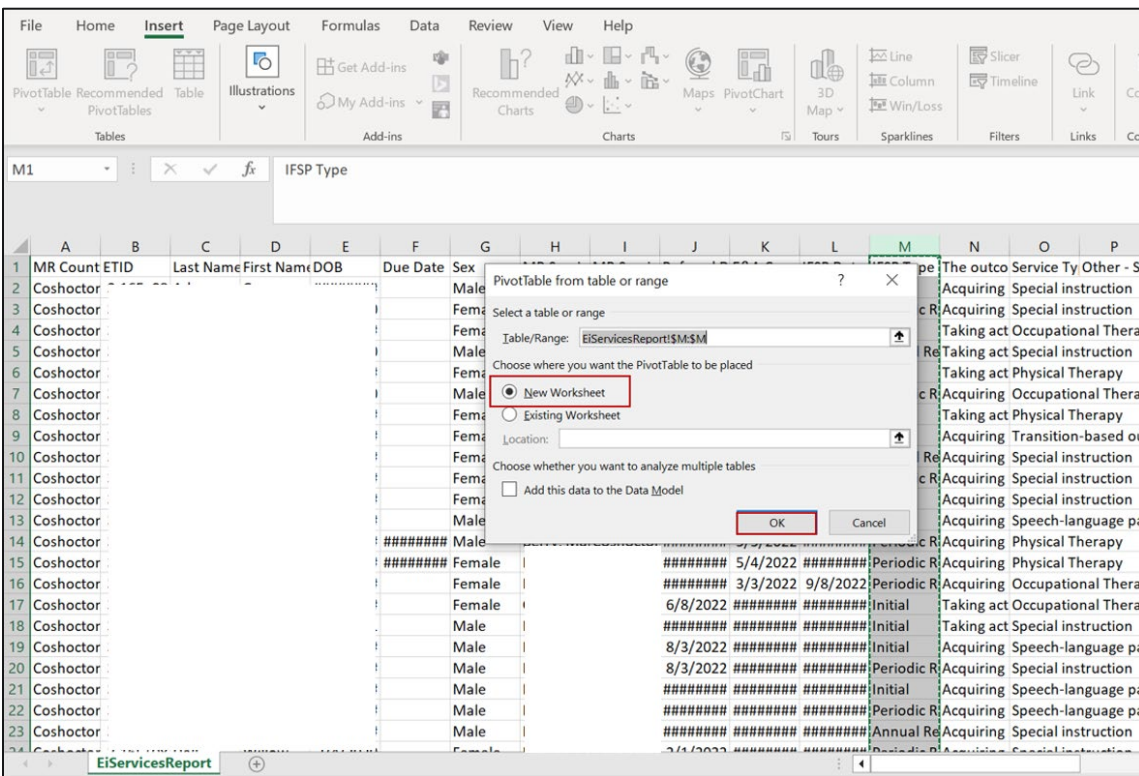 File Home Insert Page Layout Formulas Data Review View Help
PivotTable Recommended PivotTables Table
Illustrations
Get Add-ins
My Add-ins
Recommended Charts
Maps PivotChart
3D Map
Line
Column
Win/Loss
Slicer
Timeline
Link
Tables Add-ins Charts Tours Sparklines Filters Links
M1 fx IFSP Type
A B C D E F G H I J K L M N O P
1 MR Count ETID Last Name First Name DOB Due Date Sex The outco Service Ty Other - S
2 Coshoctor Male Acquiring Special instruction
3 Coshoctor Fema c R Acquiring Special instruction
4 Coshoctor Fema Taking act Occupational Thera
5 Coshoctor Male l Re Taking act Special instruction
6 Coshoctor Fema Taking act Physical Therapy
7 Coshoctor Male c R Acquiring Occupational Thera
8 Coshoctor Fema Taking act Physical Therapy
9 Coshoctor Fema Acquiring Transition-based ou
10 Coshoctor Fema l Re Acquiring Special instruction
11 Coshoctor Fema c R Acquiring Special instruction
12 Coshoctor Fema Acquiring Special instruction
13 Coshoctor Male Acquiring Speech-language pa
14 Coshoctor ######## Male Periodic R Acquiring Physical Therapy
15 Coshoctor ######## Female ######## 5/4/2022 ######## Periodic R Acquiring Physical Therapy
16 Coshoctor Female ######## 3/3/2022 9/8/2022 Periodic R Acquiring Occupational Thera
17 Coshoctor Female 6/8/2022 ######## ######## Initial Taking act Occupational Thera
18 Coshoctor Male ######## ######## ######## Initial Taking act Special instruction
19 Coshoctor Male 8/3/2022 ######## ######## Initial Acquiring Speech-language pa
20 Coshoctor Male 8/3/2022 ######## ######## Periodic R Acquiring Special instruction
21 Coshoctor Male ######## ######## ######## Initial Acquiring Speech-language pa
22 Coshoctor Male ######## ######## ######## Periodic R Acquiring Speech-language pa
23 Coshoctor Male ######## ######## ######## Annual Re Acquiring Special instruction
PivotTable from table or range ?
Select a table or range
Table/Range: EiServicesReport!$M:$M
Choose where you want the PivotTable to be placed
New Worksheet
Existing Worksheet
Location:
Choose whether you want to analyze multiple tables
Add this data to the Data Model
OK Cancel
EiServicesReport